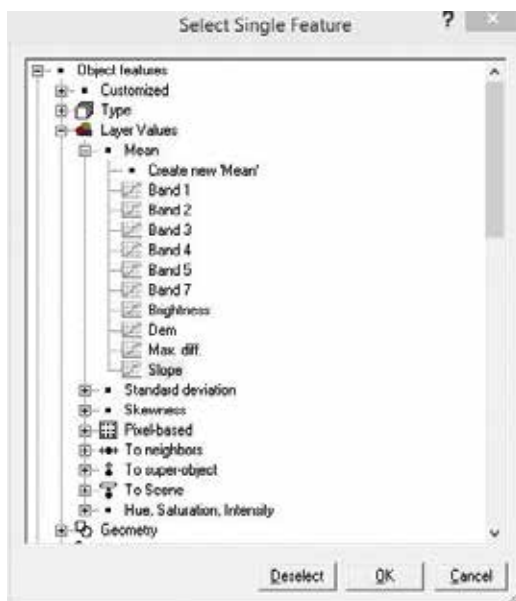 Select Single Feature ?
Object features
Customized
Type
Layer Values
Mean
Create new 'Mean'
Band 1
Band 2
Band 3
Band 4
Band 5
Band 7
Brightness
Dem
Max. diff.
Slope
Standard deviation
Skewness
Pixel-based
To neighbors
To super-object
To Scene
Hue, Saturation, Intensity
Geometry
Deselect OK Cancel